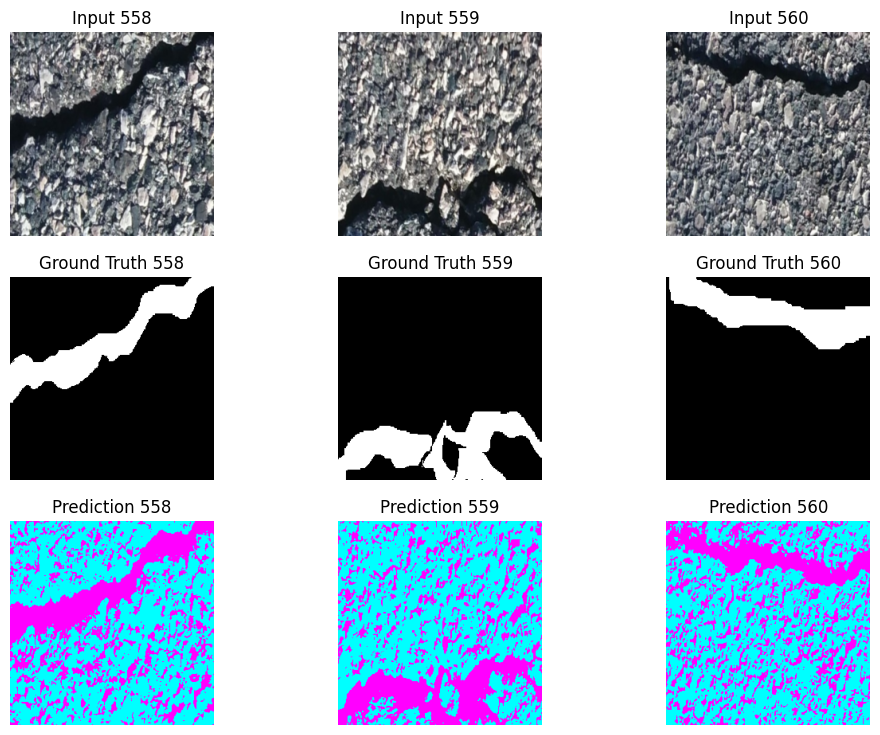 Input 558
Input 559
Input 560
Ground Truth 558
Ground Truth 559
Ground Truth 560
Prediction 558
Prediction 559
Prediction 560